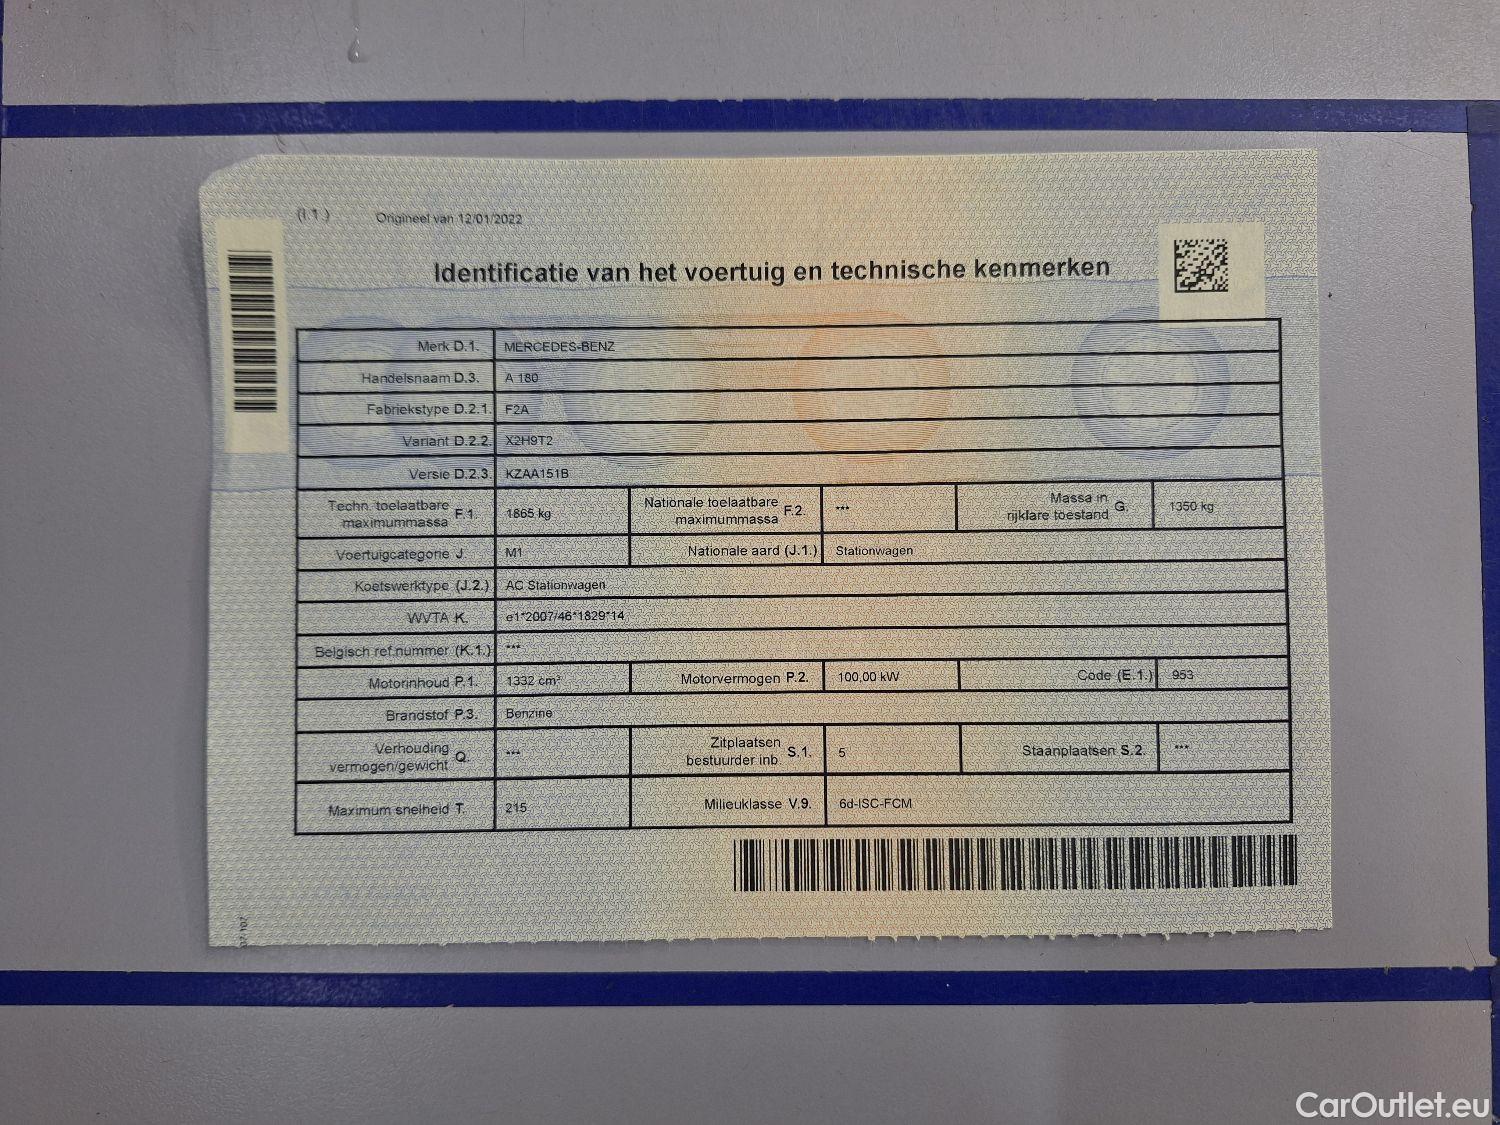 (I.1.) Origineel van 12/01/2022
Identificatie van het voertuig en technische kenmerken
Merk D.1. MERCEDES-BENZ
Handelsnaam D.3. A 180
Fabriekstype D.2.1. F2A
Variant D.2.2. X2H9T2
Versie D.2.3. KZAA151B
Techn. toelaatbare maximummassa F.1. 1865 kg Nationale toelaatbare maximummassa F.2. *** Massa in rijklare toestand G. 1350 kg
Voertuigcategorie J. M1 Nationale aard (J.1.) Stationwagen
Koetswerktype (J.2.) AC Stationwagen
WVTA K. e1*2007/46*1829*14
Belgisch ref.nummer (K.1.) ***
Motorinhoud P.1. 1332 cm³ Motorvermogen P.2. 100,00 kW Code (E.1.) 953
Brandstof P.3. Benzine
Verhouding vermogen/gewicht Q. *** Zitplaatsen bestuurder inb. S.1. 5 Staanplaatsen S.2. ***
Maximum snelheid T. 215 Milieuklasse V.9. 6d-ISC-FCM
CarOutlet.eu